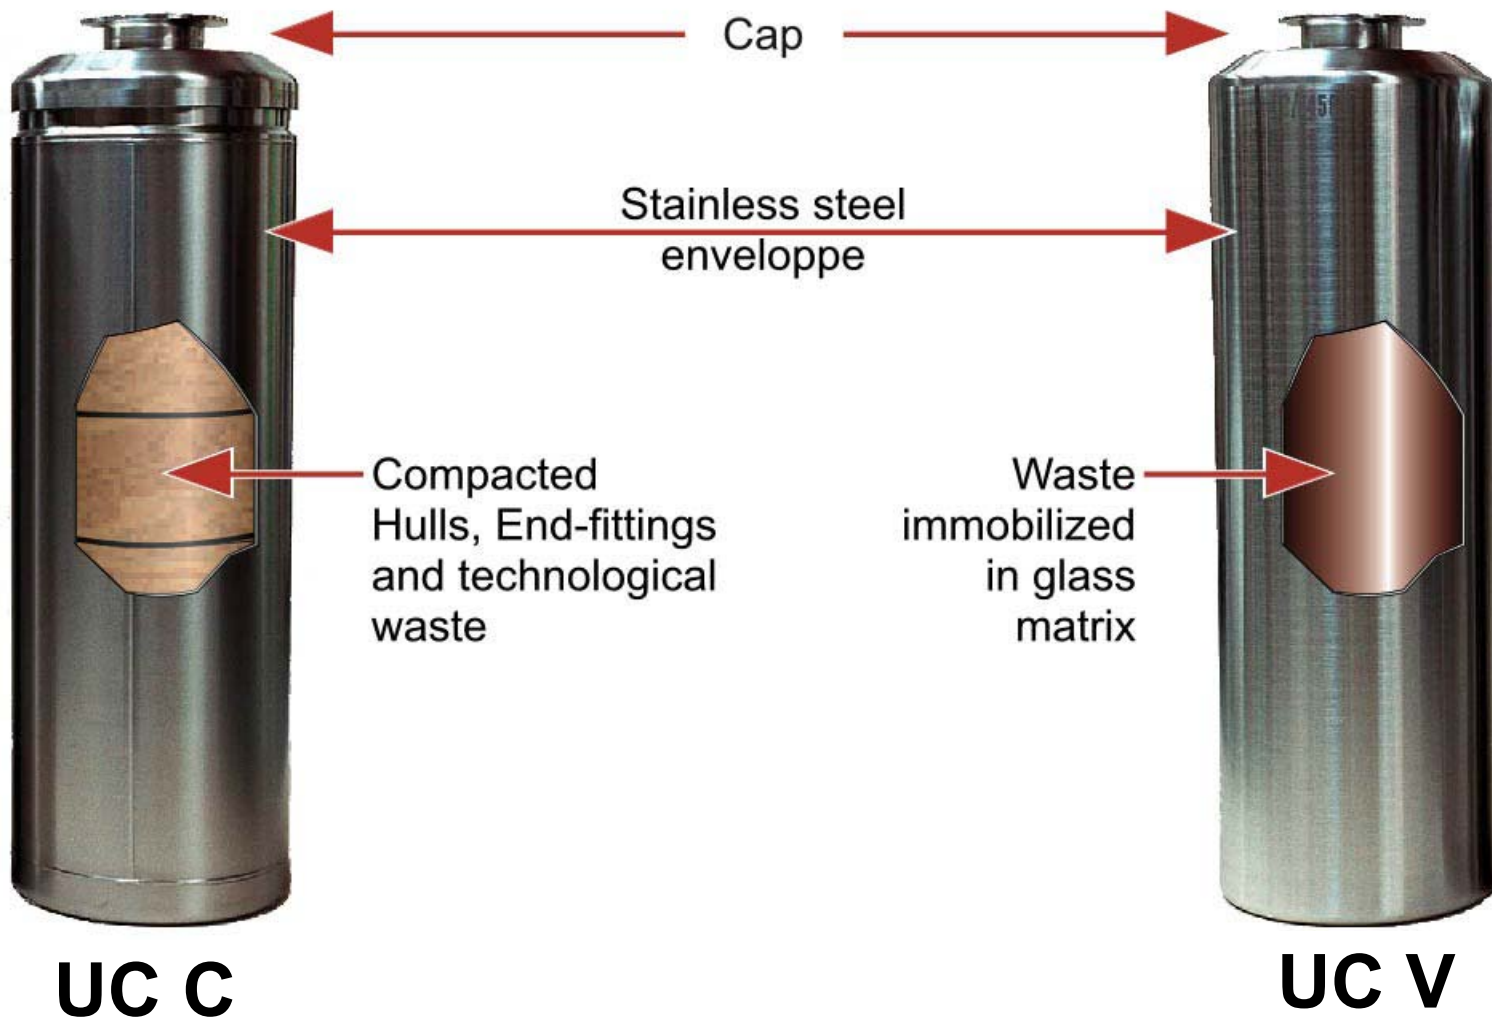 Cap
Stainless steel
enveloppe
Compacted
Hulls, End-fittings
and technological
waste
Waste
immobilized
in glass
matrix
UC C
UC V